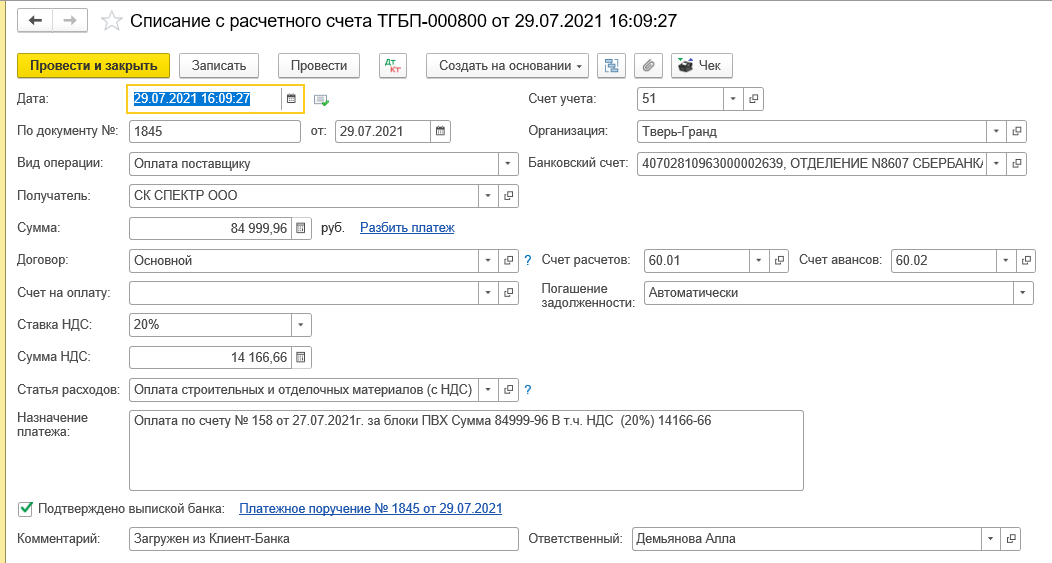 Списание с расчетного счета ТГБП-000800 от 29.07.2021 16:09:27
Провести и закрыть Записать Провести Дт Кт Создать на основании Чек
Дата: 29.07.2021 16:09:27 Счет учета: 51
По документу №: 1845 от: 29.07.2021 Организация: Тверь-Гранд
Вид операции: Оплата поставщику Банковский счет: 40702810963000002639, ОТДЕЛЕНИЕ N8607 СБЕРБАНКА
Получатель: СК СПЕКТР ООО
Сумма: 84 999,96 руб. Разбить платеж
Договор: Основной ? Счет расчетов: 60.01 Счет авансов: 60.02
Счет на оплату: Погашение задолженности: Автоматически
Ставка НДС: 20%
Сумма НДС: 14 166,66
Статья расходов: Оплата строительных и отделочных материалов (с НДС) ?
Назначение платежа: Оплата по счету № 158 от 27.07.2021г. за блоки ПВХ Сумма 84999-96 В т.ч. НДС (20%) 14166-66
Подтверждено выпиской банка: Платежное поручение № 1845 от 29.07.2021
Комментарий: Загружен из Клиент-Банка Ответственный: Демьянова Алла